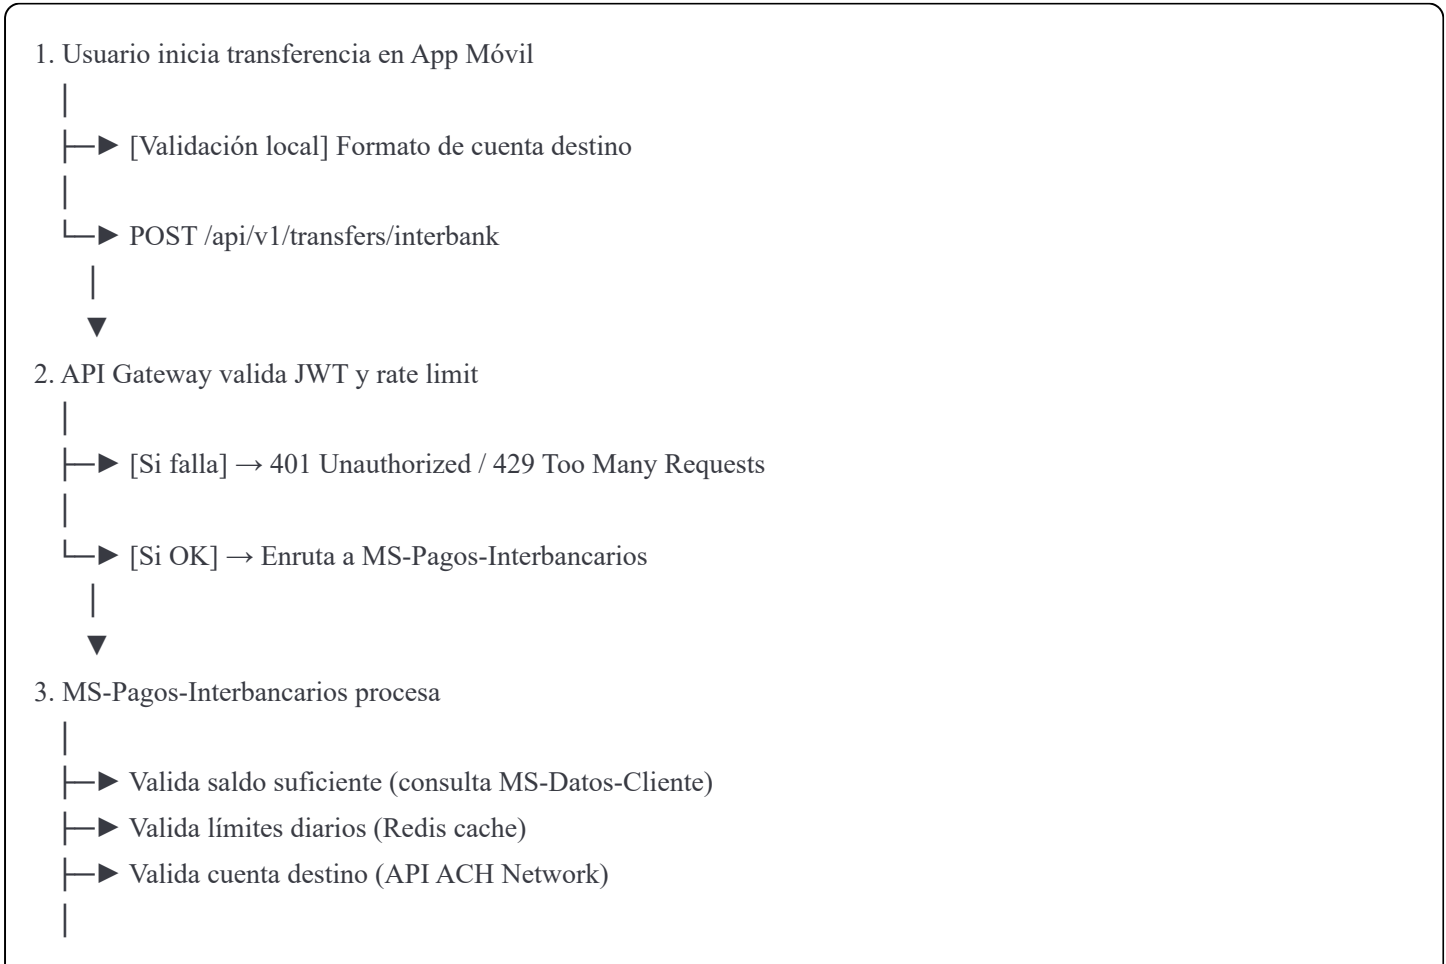 1. Usuario inicia transferencia en App Móvil
│
├─► [Validación local] Formato de cuenta destino
│
└─► POST /api/v1/transfers/interbank
│
▼
2. API Gateway valida JWT y rate limit
│
├─► [Si falla] → 401 Unauthorized / 429 Too Many Requests
│
└─► [Si OK] → Enruta a MS-Pagos-Interbancarios
│
▼
3. MS-Pagos-Interbancarios procesa
│
├─► Valida saldo suficiente (consulta MS-Datos-Cliente)
├─► Valida límites diarios (Redis cache)
├─► Valida cuenta destino (API ACH Network)
│